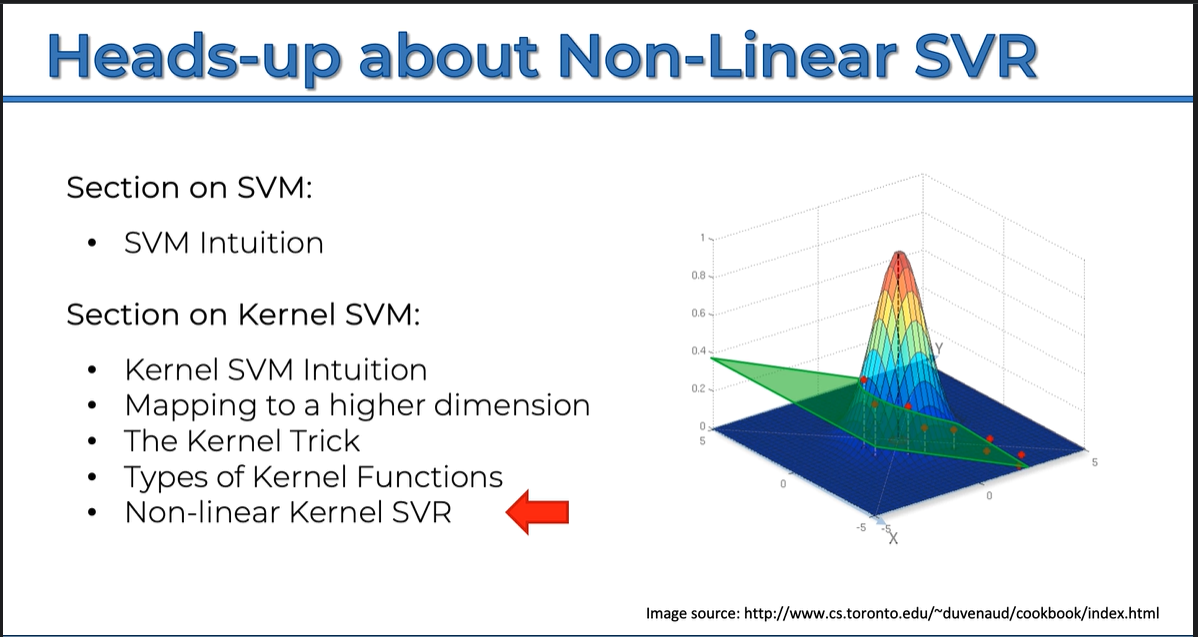 Heads-up about Non-Linear SVR
Section on SVM:
• SVM Intuition
Section on Kernel SVM:
• Kernel SVM Intuition
• Mapping to a higher dimension
• The Kernel Trick
• Types of Kernel Functions
• Non-linear Kernel SVR
1
0.8
0.6
0.4
0.2
0
5
0
-5
-5
0
5
X
Y
Image source: http://www.cs.toronto.edu/~duvenaud/cookbook/index.html